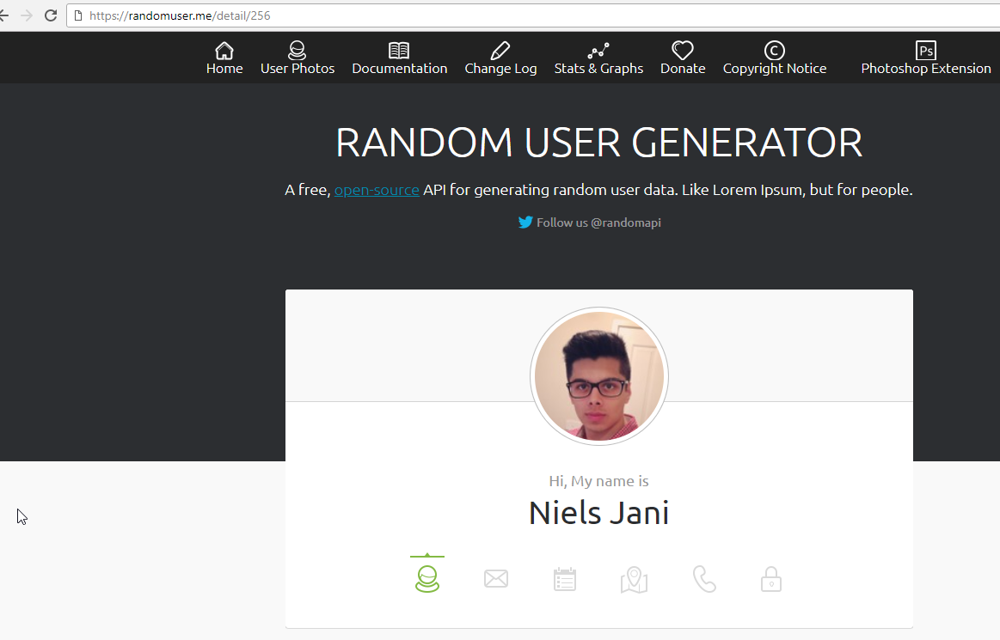 https://randomuser.me/detail/256
Home User Photos Documentation Change Log Stats & Graphs Donate Copyright Notice Photoshop Extension
RANDOM USER GENERATOR
A free, open-source API for generating random user data. Like Lorem Ipsum, but for people.
Follow us @randomapi
Hi, My name is
Niels Jani